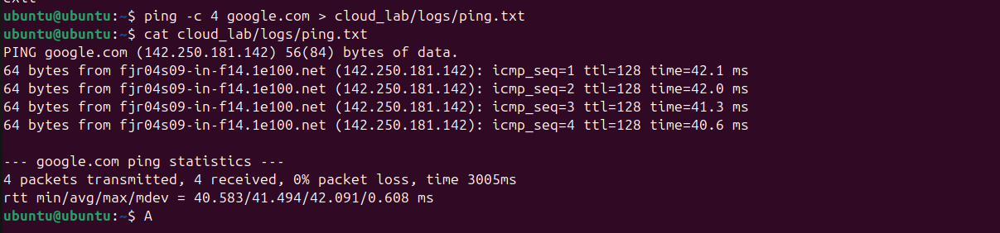 ubuntu@ubuntu:~$ ping -c 4 google.com > cloud_lab/logs/ping.txt
ubuntu@ubuntu:~$ cat cloud_lab/logs/ping.txt
PING google.com (142.250.181.142) 56(84) bytes of data.
64 bytes from fjr04s09-in-f14.1e100.net (142.250.181.142): icmp_seq=1 ttl=128 time=42.1 ms
64 bytes from fjr04s09-in-f14.1e100.net (142.250.181.142): icmp_seq=2 ttl=128 time=42.0 ms
64 bytes from fjr04s09-in-f14.1e100.net (142.250.181.142): icmp_seq=3 ttl=128 time=41.3 ms
64 bytes from fjr04s09-in-f14.1e100.net (142.250.181.142): icmp_seq=4 ttl=128 time=40.6 ms
--- google.com ping statistics ---
4 packets transmitted, 4 received, 0% packet loss, time 3005ms
rtt min/avg/max/mdev = 40.583/41.494/42.091/0.608 ms
ubuntu@ubuntu:~$ A